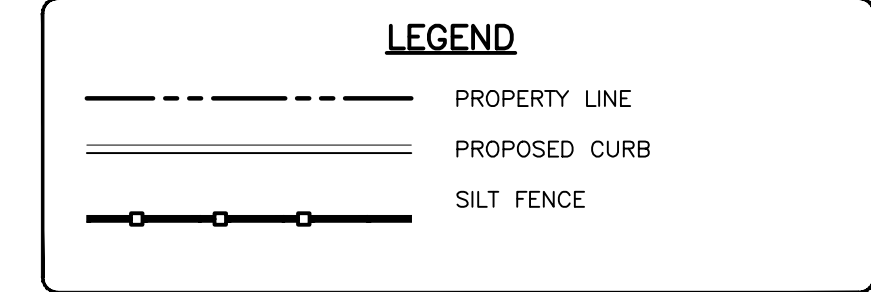 LEGEND
PROPERTY LINE
PROPOSED CURB
SILT FENCE